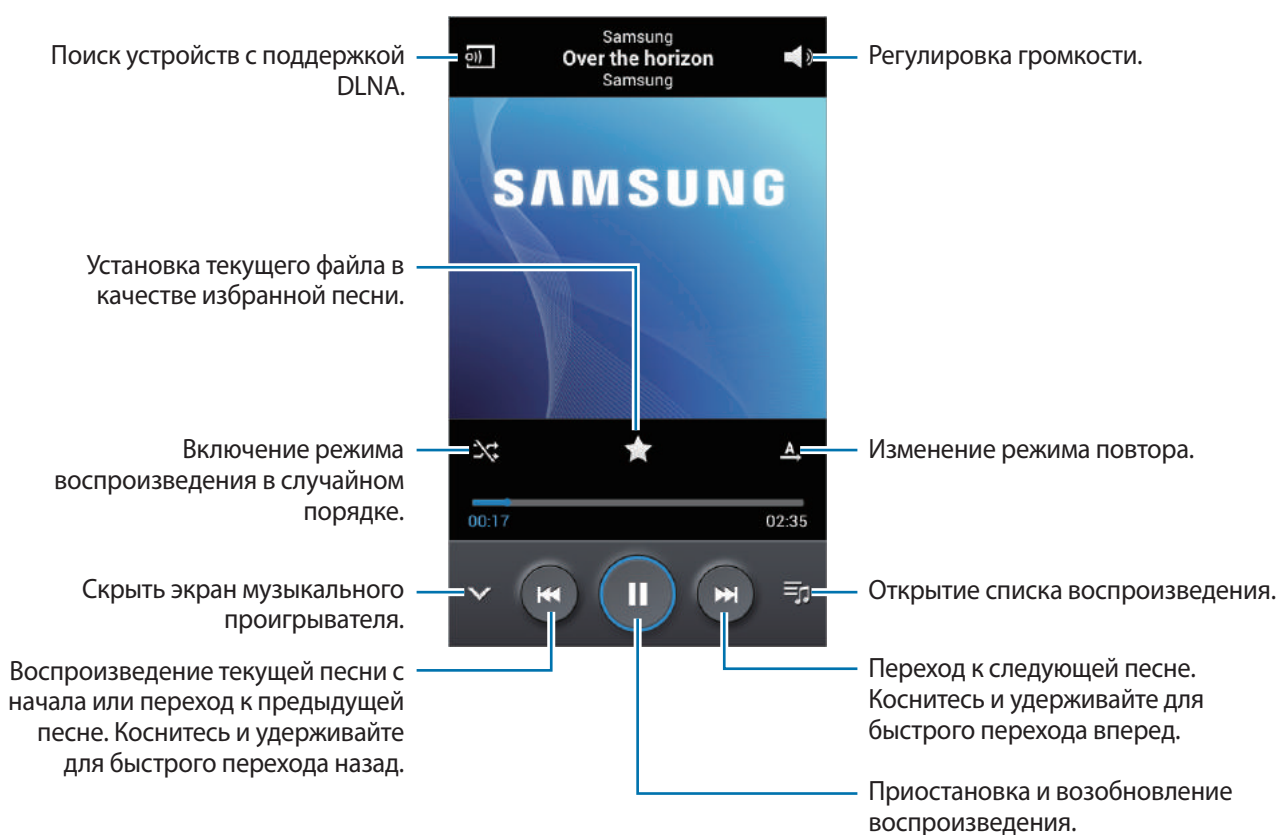 Поиск устройств с поддержкой
DLNA.
Samsung
Over the horizon
Samsung
Регулировка громкости.
SAMSUNG
Установка текущего файла в
качестве избранной песни.
Включение режима
воспроизведения в случайном
порядке.
A
Изменение режима повтора.
00:17
02:35
Скрыть экран музыкального
проигрывателя.
Открытие списка воспроизведения.
Воспроизведение текущей песни с
начала или переход к предыдущей
песне. Коснитесь и удерживайте
для быстрого перехода назад.
Переход к следующей песне.
Коснитесь и удерживайте для
быстрого перехода вперед.
Приостановка и возобновление
воспроизведения.